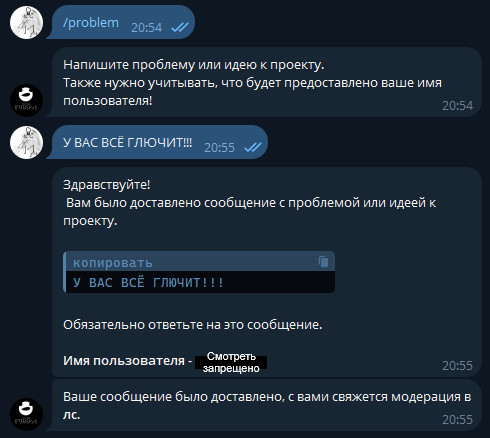 /problem
20:54
Напишите проблему или идею к проекту.
Также нужно учитывать, что будет предоставлено ваше имя
пользователя!
20:54
У ВАС ВСЁ ГЛЮЧИТ!!!
20:55
Здравствуйте!
Вам было доставлено сообщение с проблемой или идеей к
проекту.
копировать
У ВАС ВСЁ ГЛЮЧИТ!!!
Обязательно ответьте на это сообщение.
Имя пользователя - Смотреть
запрещено
20:55
Ваше сообщение было доставлено, с вами свяжется модерация в
лс.
20:55